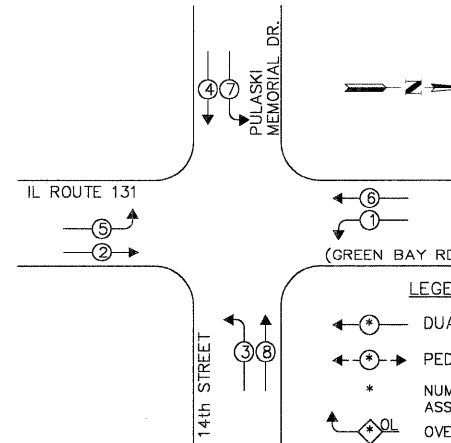 PULASKI
MEMORIAL DR.
4
7
N
IL ROUTE 131
6
5
1
2
(GREEN BAY RD
LEGE
14th STREET
3
8
* DUA
* PED
* NUM
ASS
* OL OVE